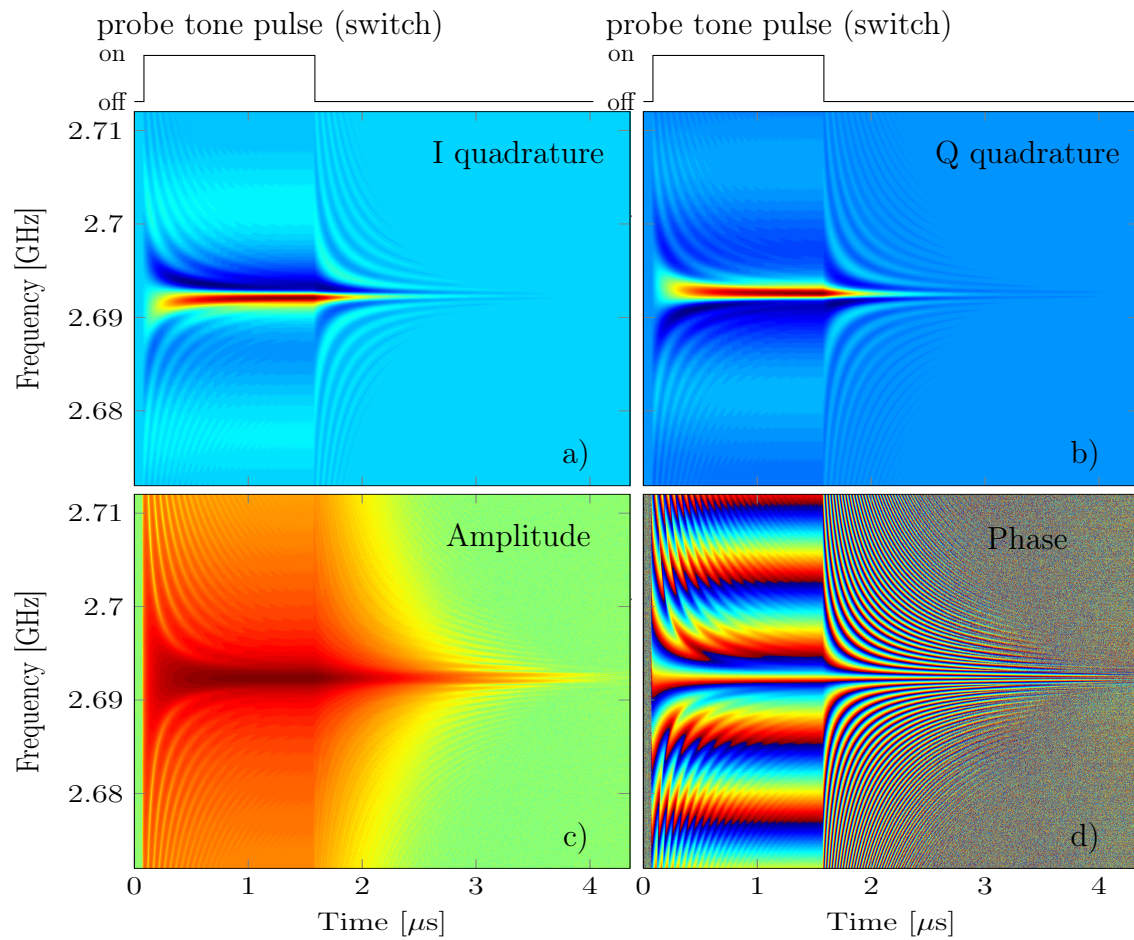 probe tone pulse (switch)
on
off
probe tone pulse (switch)
on
off
2.71
2.7
2.69
2.68
Frequency [GHz]
I quadrature
a)
Q quadrature
b)
2.71
2.7
2.69
2.68
Frequency [GHz]
Amplitude
c)
Phase
d)
0 1 2 3 4
Time [μs]
0 1 2 3 4
Time [μs]